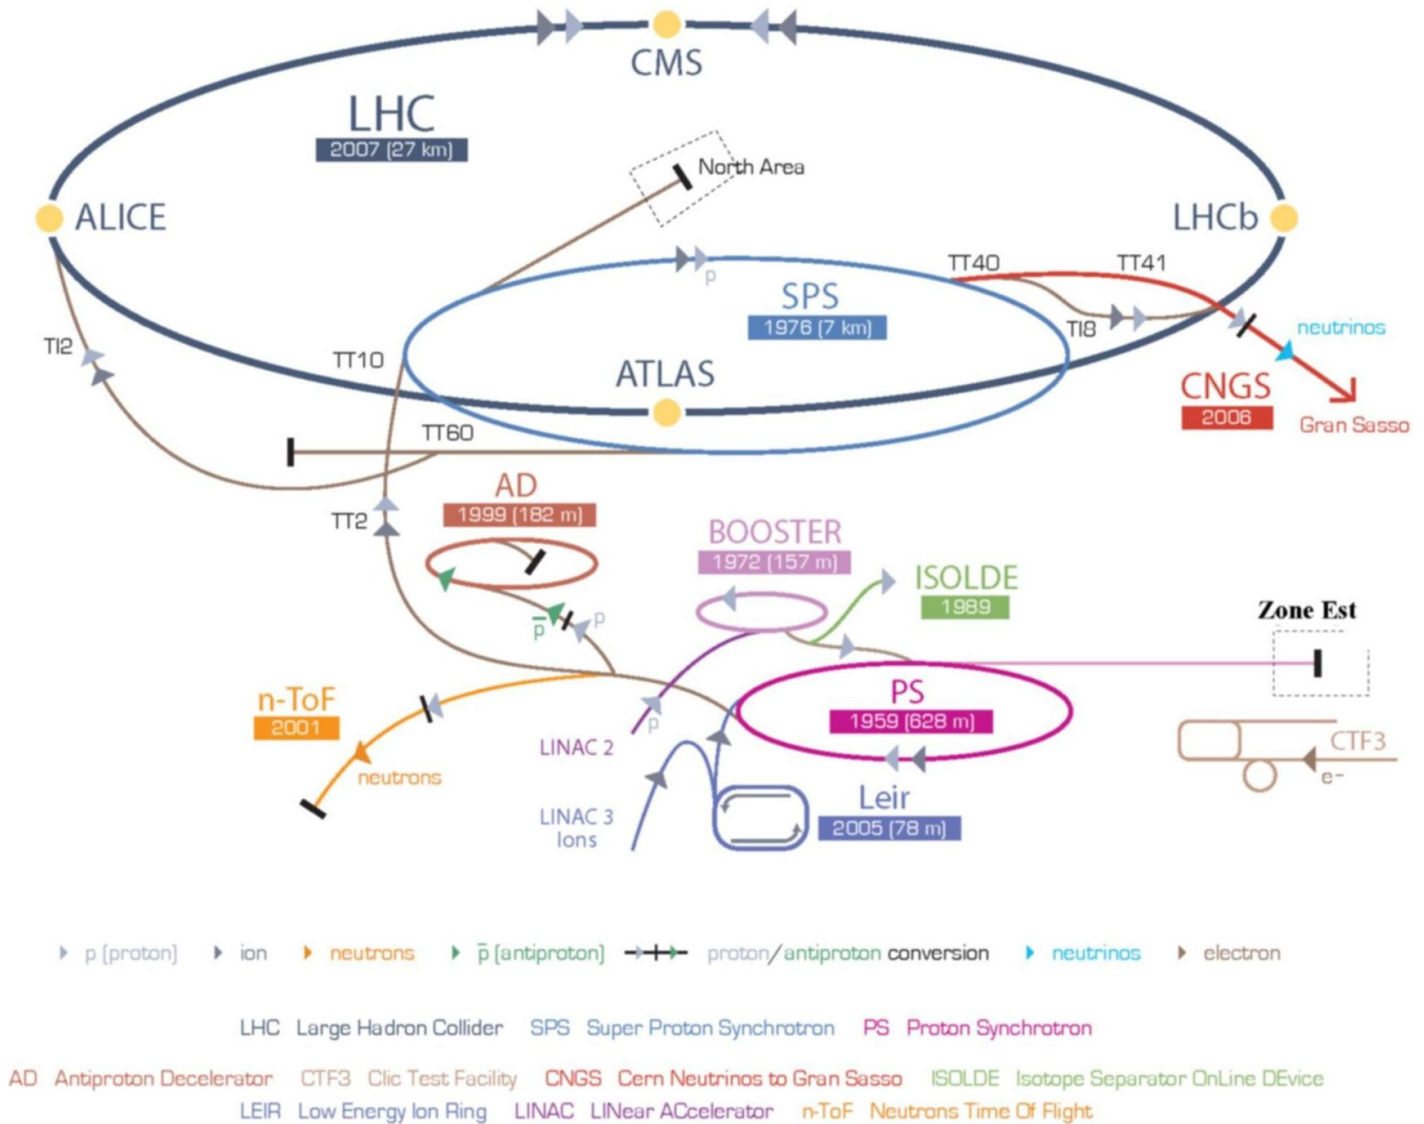 CMS
LHC
2007 (27 km)
North Area
ALICE
LHCb
TT40
TT41
p
SPS
1976 (7 km)
TI8
neutrinos
TI2
TT10
ATLAS
CNGS
2006
Gran Sasso
TT60
AD
1999 (182 m)
TT2
BOOSTER
1972 (157 m)
ISOLDE
1989
Zone Est
p̅
p
n-ToF
2001
PS
1959 (628 m)
p
LINAC 2
neutrons
CTF3
e-
LINAC 3
Ions
Leir
2005 (78 m)
p (proton) ion neutrons p̅ (antiproton) proton/antiproton conversion neutrinos electron
LHC Large Hadron Collider SPS Super Proton Synchrotron PS Proton Synchrotron
AD Antiproton Decelerator CTF3 Clic Test Facility CNGS Cern Neutrinos to Gran Sasso ISOLDE Isotope Separator OnLine DEvice
LEIR Low Energy Ion Ring LINAC LINear ACcelerator n-ToF Neutrons Time Of Flight